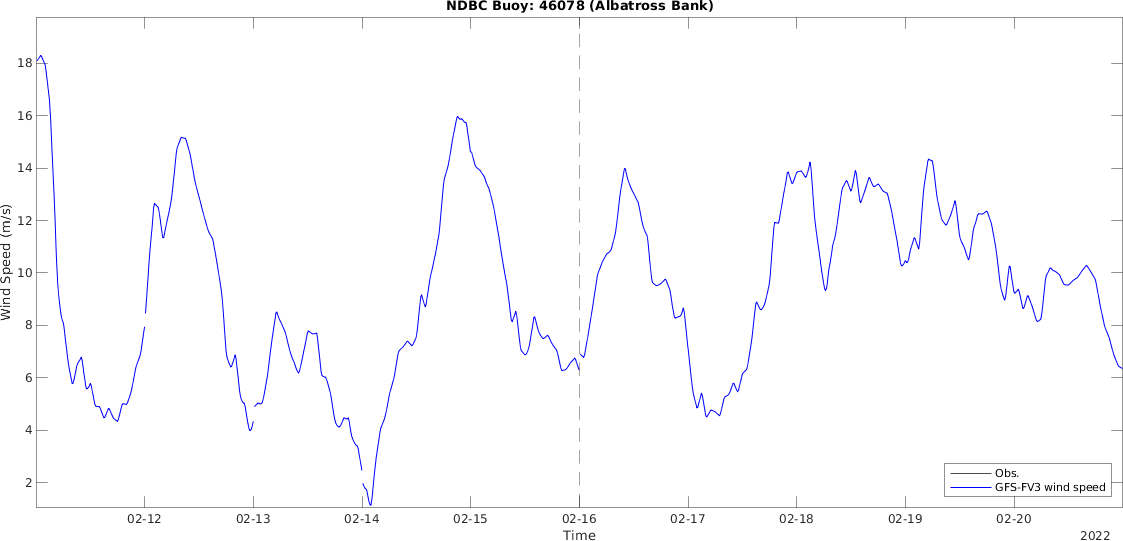 NDBC Buoy: 46078 (Albatross Bank)
18
16
14
12
10
8
6
4
2
Wind Speed (m/s)
02-12 02-13 02-14 02-15 02-16 02-17 02-18 02-19 02-20
Time
2022
Obs.
GFS-FV3 wind speed